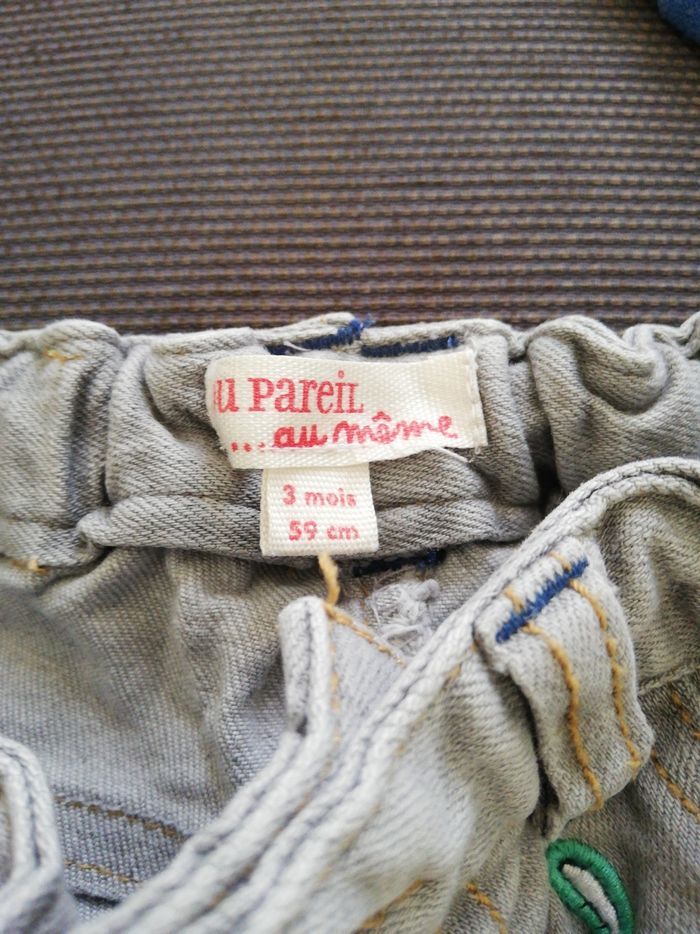 u Pareil
...au même
3 mois
59 cm